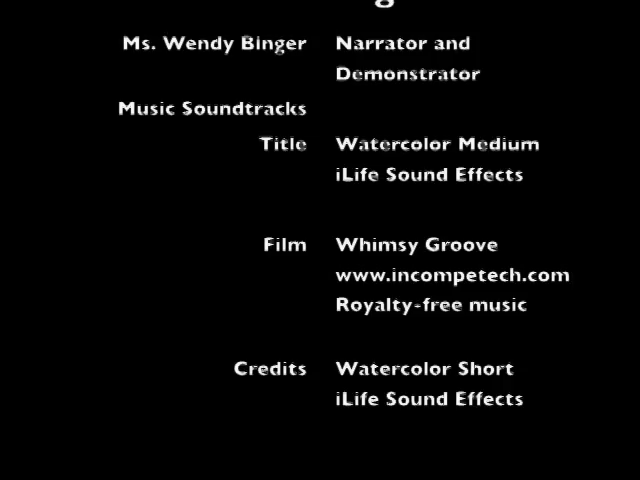 Ms. Wendy Binger Narrator and
Demonstrator
Music Soundtracks
Title Watercolor Medium
iLife Sound Effects
Film Whimsy Groove
www.incompetech.com
Royalty-free music
Credits Watercolor Short
iLife Sound Effects